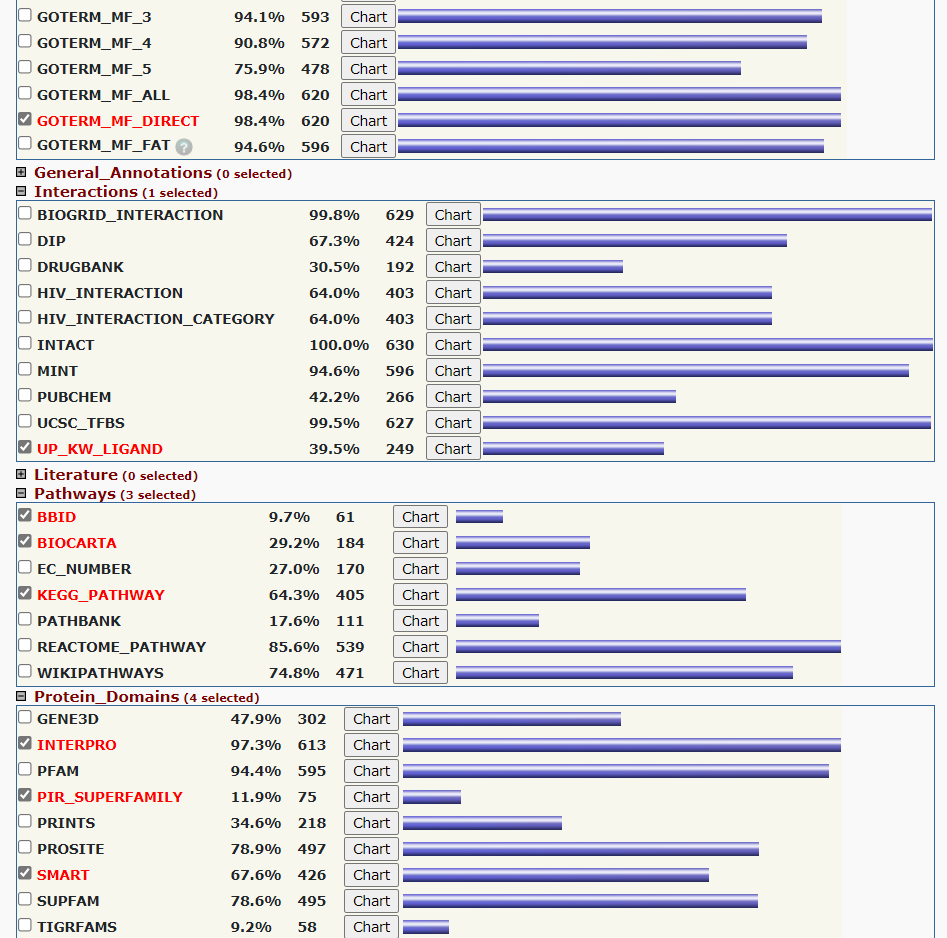 GOTERM_MF_3 94.1% 593 Chart
GOTERM_MF_4 90.8% 572 Chart
GOTERM_MF_5 75.9% 478 Chart
GOTERM_MF_ALL 98.4% 620 Chart
GOTERM_MF_DIRECT 98.4% 620 Chart
GOTERM_MF_FAT ? 94.6% 596 Chart
General_Annotations (0 selected)
Interactions (1 selected)
BIOGRID_INTERACTION 99.8% 629 Chart
DIP 67.3% 424 Chart
DRUGBANK 30.5% 192 Chart
HIV_INTERACTION 64.0% 403 Chart
HIV_INTERACTION_CATEGORY 64.0% 403 Chart
INTACT 100.0% 630 Chart
MINT 94.6% 596 Chart
PUBCHEM 42.2% 266 Chart
UCSC_TFBS 99.5% 627 Chart
UP_KW_LIGAND 39.5% 249 Chart
Literature (0 selected)
Pathways (3 selected)
BBID 9.7% 61 Chart
BIOCARTA 29.2% 184 Chart
EC_NUMBER 27.0% 170 Chart
KEGG_PATHWAY 64.3% 405 Chart
PATHBANK 17.6% 111 Chart
REACTOME_PATHWAY 85.6% 539 Chart
WIKIPATHWAYS 74.8% 471 Chart
Protein_Domains (4 selected)
GENE3D 47.9% 302 Chart
INTERPRO 97.3% 613 Chart
PFAM 94.4% 595 Chart
PIR_SUPERFAMILY 11.9% 75 Chart
PRINTS 34.6% 218 Chart
PROSITE 78.9% 497 Chart
SMART 67.6% 426 Chart
SUPFAM 78.6% 495 Chart
TIGRFAMS 9.2% 58 Chart